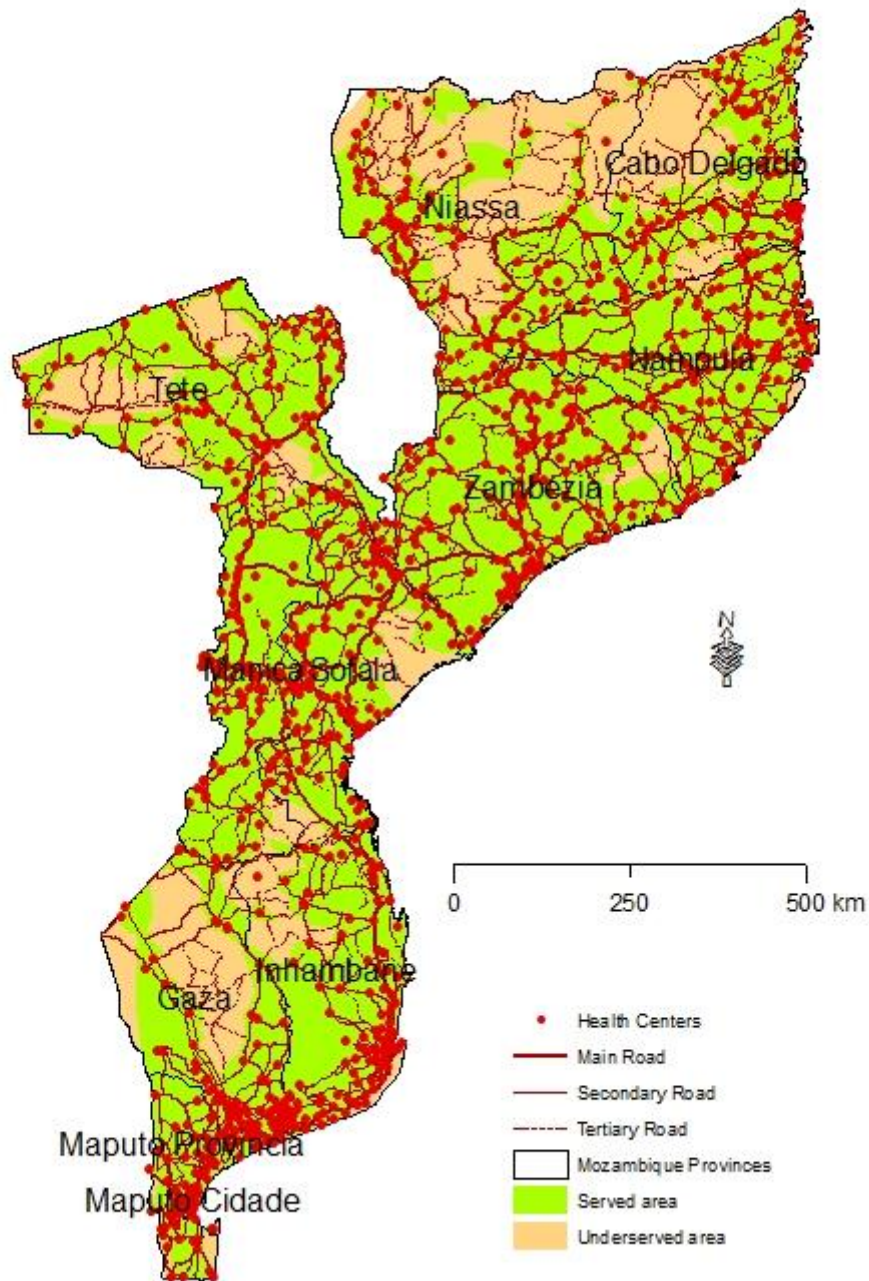 Cabo Delgado
Niassa
Nampula
Tete
Zambezia
N
Manica Sofala
0 250 500 km
Inhambane
Gaza
Health Centers
Main Road
Secondary Road
Tertiary Road
Maputo Provincia
Mozambique Provinces
Maputo Cidade
Served area
Underserved area